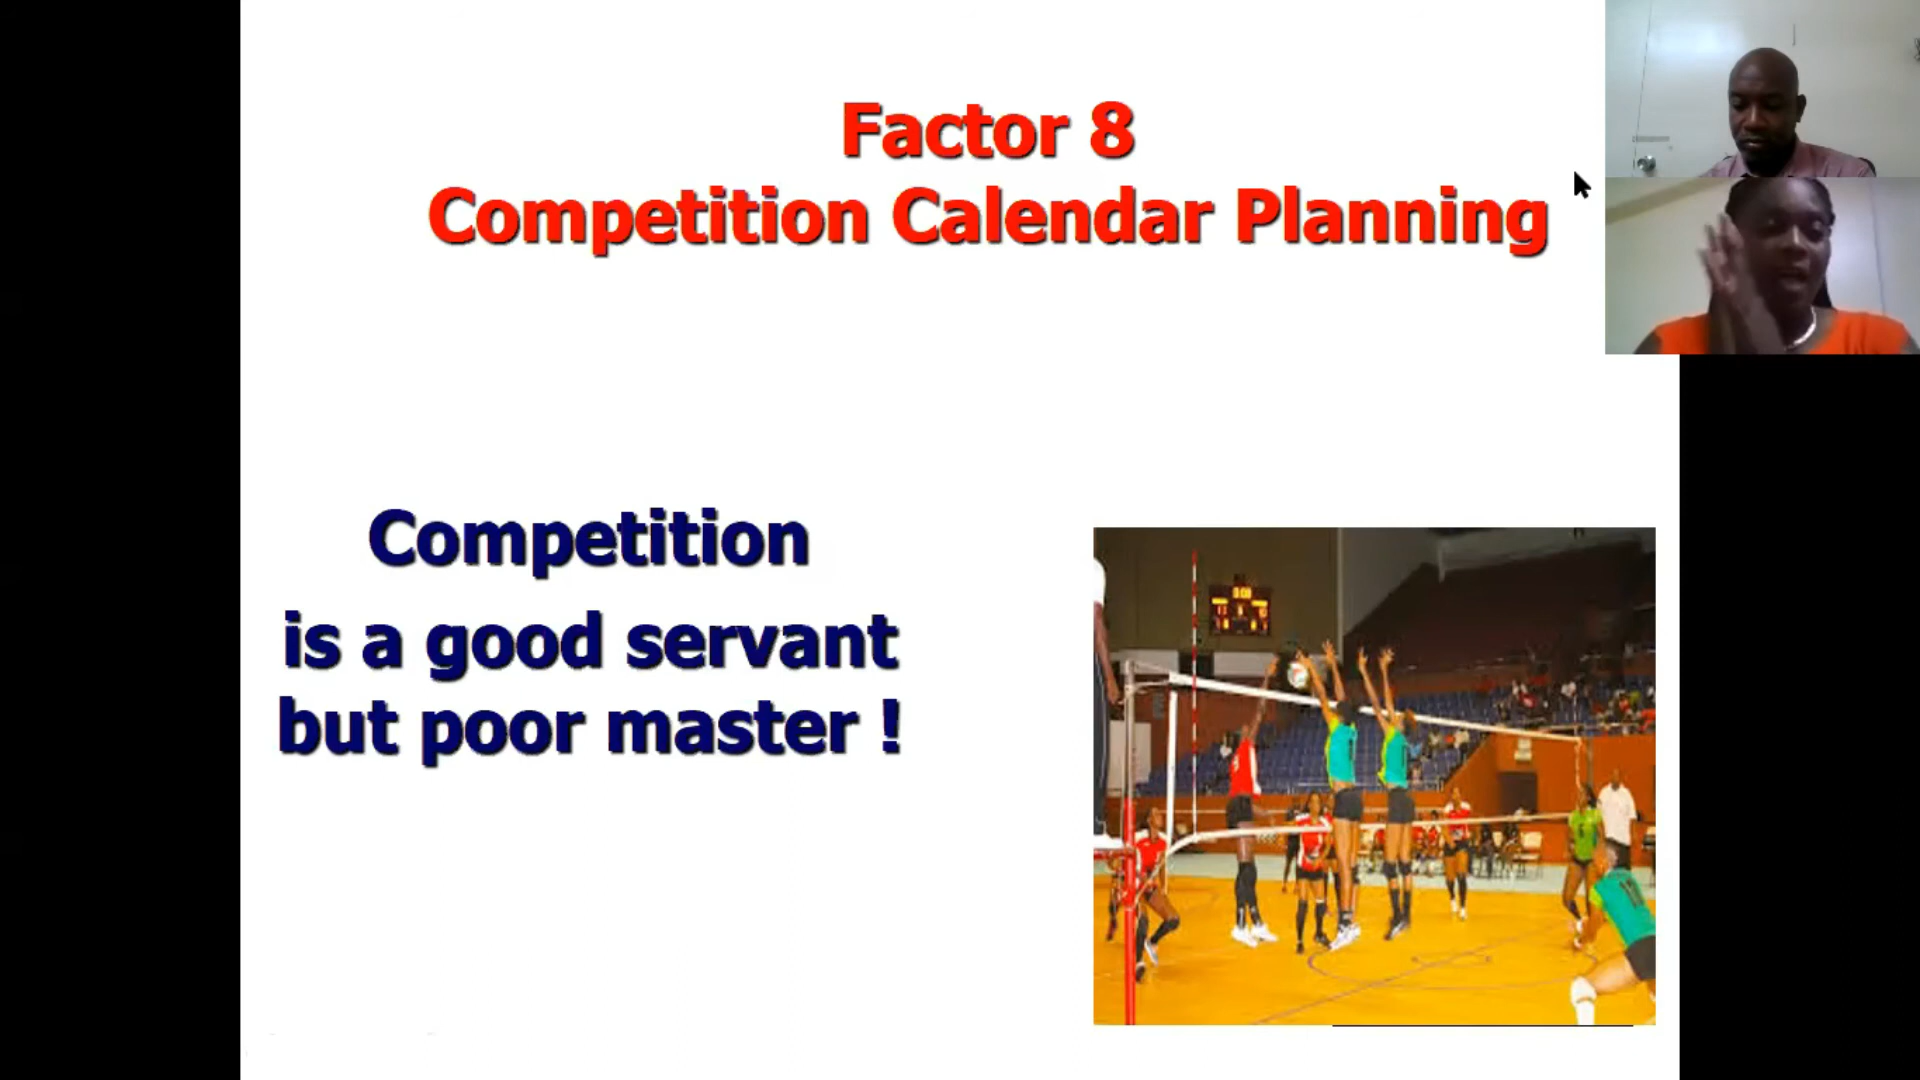 Factor 8
Competition Calendar Planning
Competition
is a good servant
but poor master !